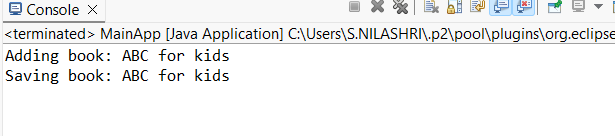 Console
<terminated> MainApp [Java Application] C:\Users\S.NILASHRI\.p2\pool\plugins\org.eclipse
Adding book: ABC for kids
Saving book: ABC for kids